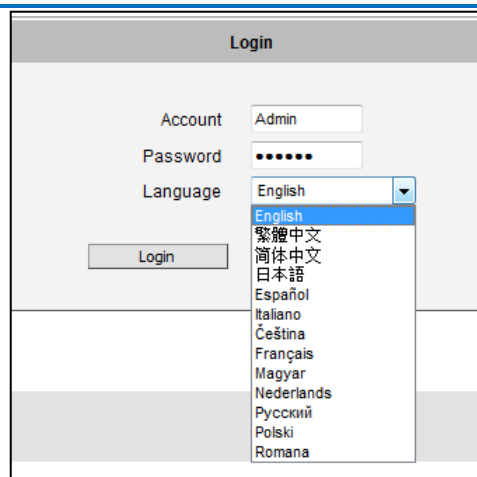 Login
Account Admin
Password ••••••
Language English
English
繁體中文
Login 简体中文
日本語
Español
Italiano
Čeština
Français
Magyar
Nederlands
Русский
Polski
Romana